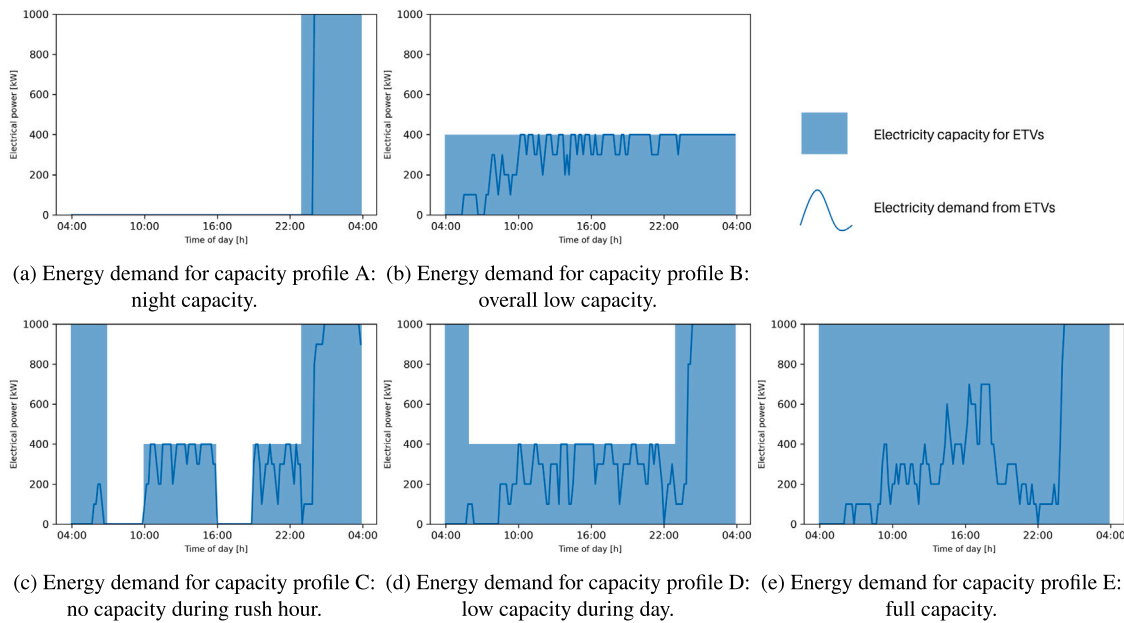 1000
800
600
400
200
0
Electrical power [kW]
04:00 10:00 16:00 22:00 04:00
Time of day [h]
(a) Energy demand for capacity profile A:
night capacity.
1000
800
600
400
200
0
Electrical power [kW]
04:00 10:00 16:00 22:00 04:00
Time of day [h]
(b) Energy demand for capacity profile B:
overall low capacity.
Electricity capacity for ETVs
Electricity demand from ETVs
1000
800
600
400
200
0
Electrical power [kW]
04:00 10:00 16:00 22:00 04:00
Time of day [h]
(c) Energy demand for capacity profile C:
no capacity during rush hour.
1000
800
600
400
200
0
Electrical power [kW]
04:00 10:00 16:00 22:00 04:00
Time of day [h]
(d) Energy demand for capacity profile D:
low capacity during day.
1000
800
600
400
200
0
Electrical power [kW]
04:00 10:00 16:00 22:00 04:00
Time of day [h]
(e) Energy demand for capacity profile E:
full capacity.